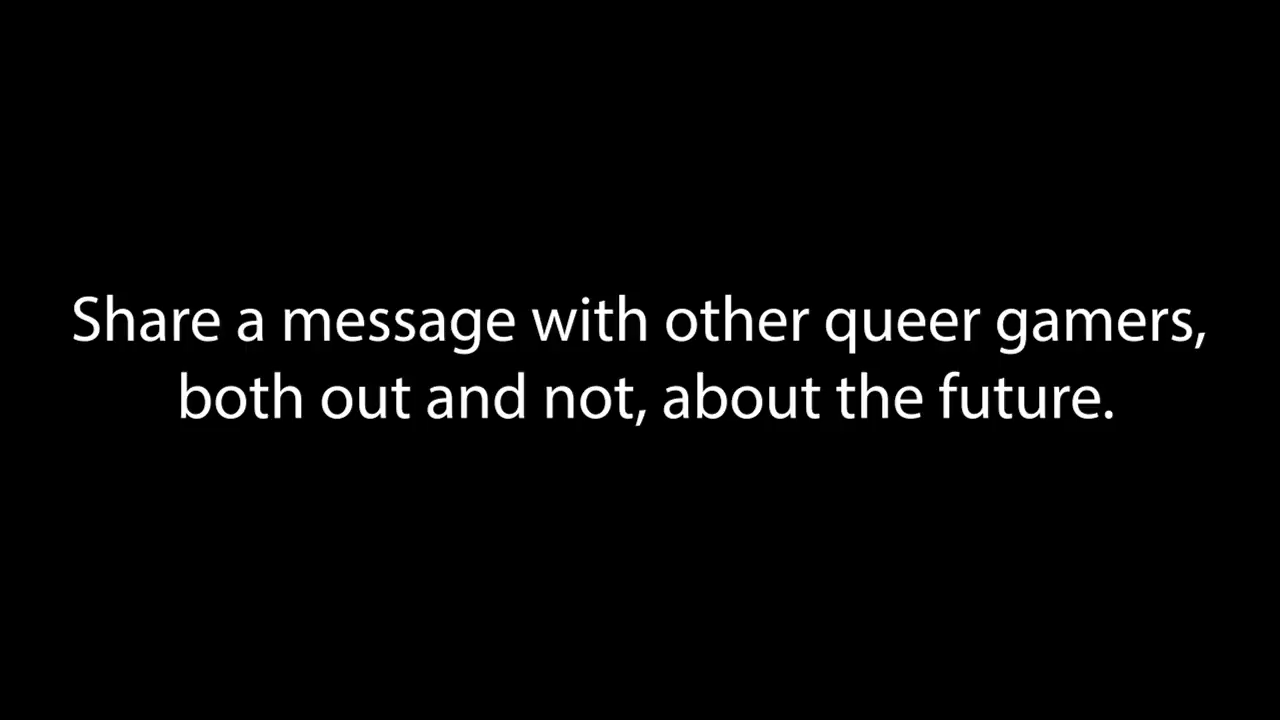 Share a message with other queer gamers,
both out and not, about the future.